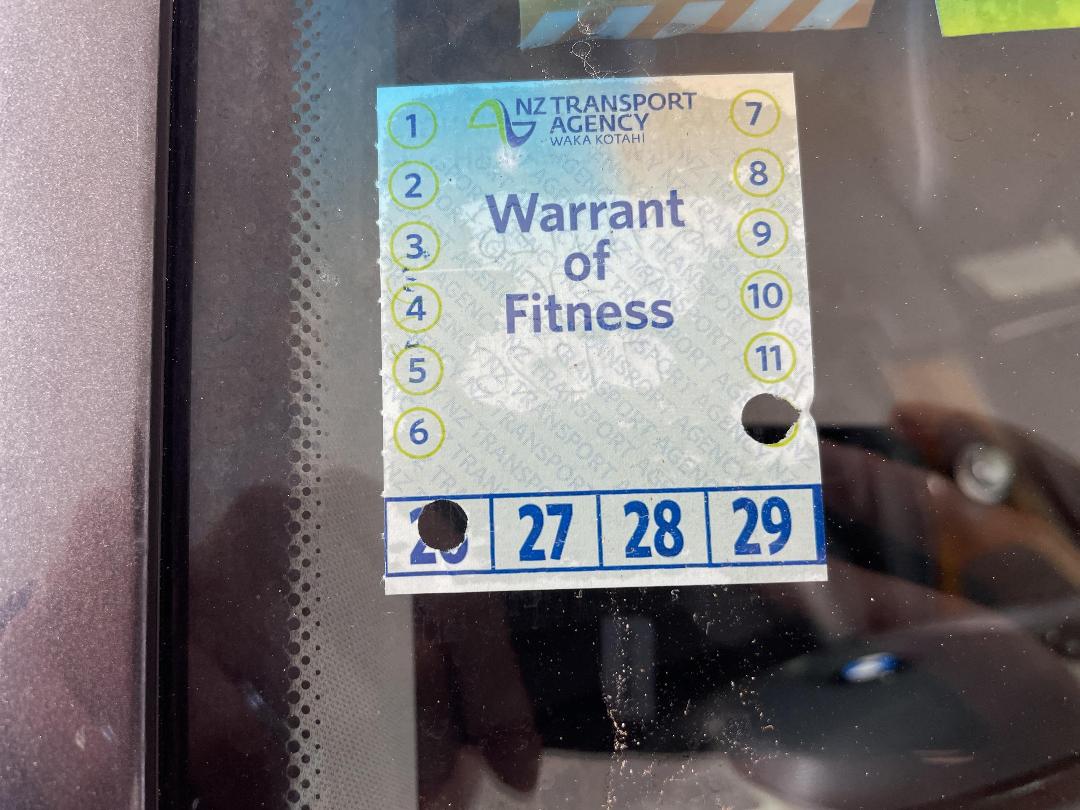 NZ TRANSPORT
AGENCY
WAKA KOTAHI
Warrant
of
Fitness
1
2
3
4
5
6
7
8
9
10
11
27 28 29